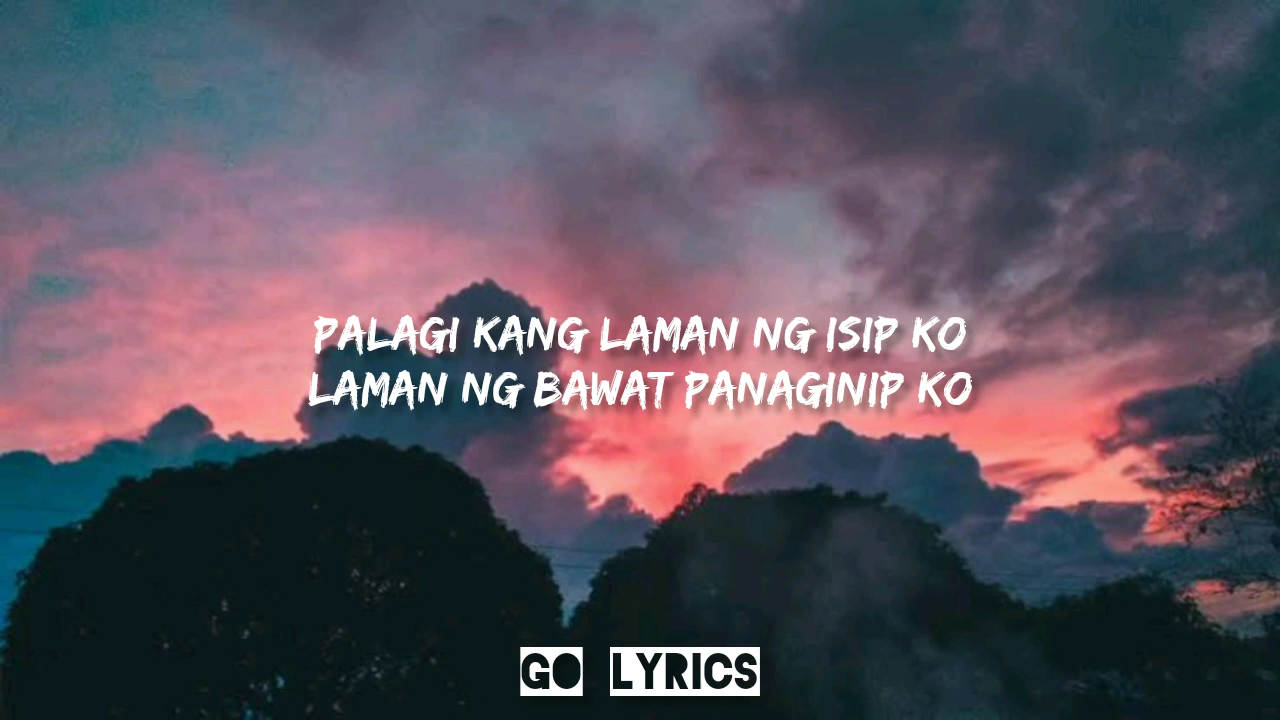 PALAGI KANG LAMAN NG ISIP KO
LAMAN NG BAWAT PANAGINIP KO
GO LYRICS